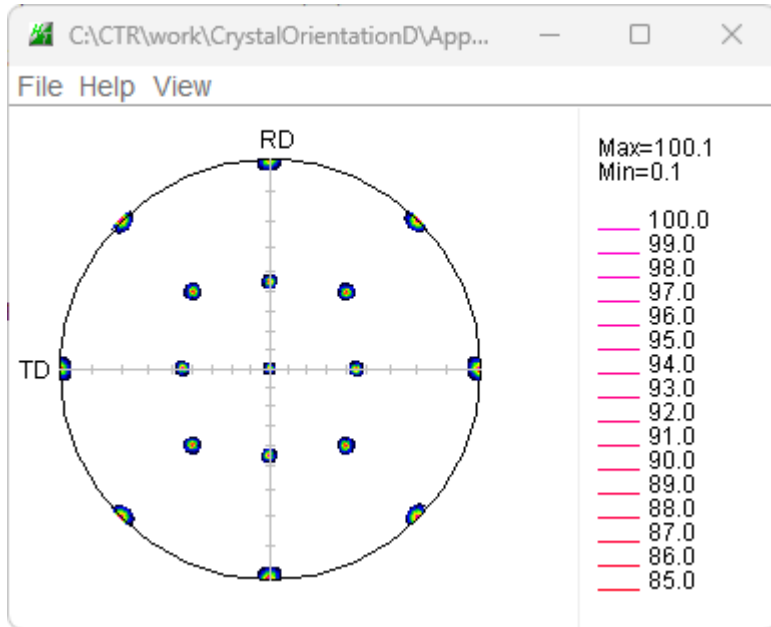 C:\CTR\work\CrystalOrientationD\App...
File Help View
RD
TD
Max=100.1
Min=0.1
100.0
99.0
98.0
97.0
96.0
95.0
94.0
93.0
92.0
91.0
90.0
89.0
88.0
87.0
86.0
85.0